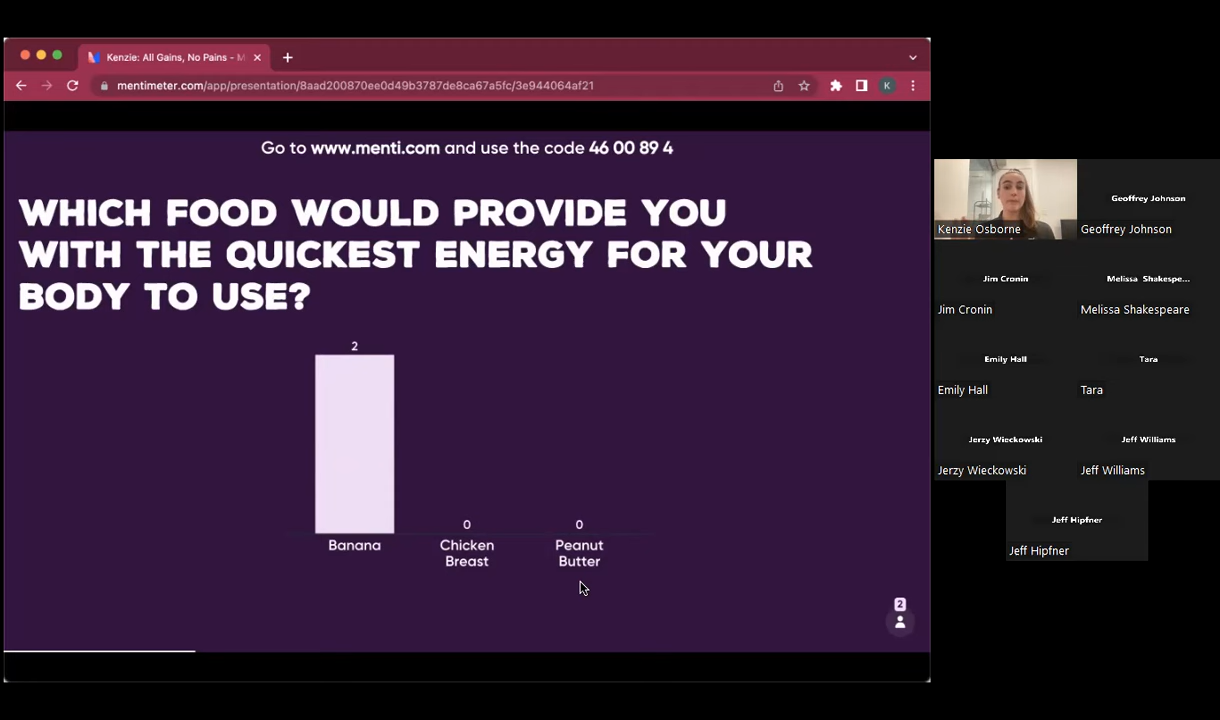 Kenzie: All Gains, No Pains - M
mentimeter.com/app/presentation/8aad200870ee0d49b3787de8ca67a5fc/3e944064af21
K
Go to www.menti.com and use the code 46 00 89 4
WHICH FOOD WOULD PROVIDE YOU
WITH THE QUICKEST ENERGY FOR YOUR
BODY TO USE?
2
0
0
Banana
Chicken
Breast
Peanut
Butter
2
Kenzie Osborne
Geoffrey Johnson
Geoffrey Johnson
Jim Cronin
Jim Cronin
Melissa Shakespe...
Melissa Shakespeare
Emily Hall
Emily Hall
Tara
Tara
Jerzy Wieckowski
Jerzy Wieckowski
Jeff Williams
Jeff Williams
Jeff Hipfner
Jeff Hipfner